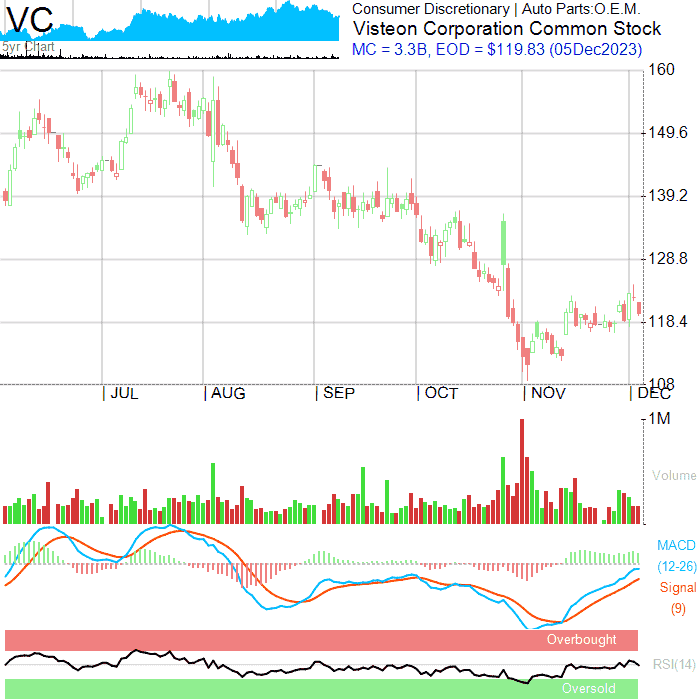 VC
5yr Chart
Consumer Discretionary | Auto Parts:O.E.M.
Visteon Corporation Common Stock
MC = 3.3B, EOD = $119.83 (05Dec2023)
160
149.6
139.2
128.8
118.4
108
| JUL | AUG | SEP | OCT | NOV | DEC
1M
Volume
MACD
(12-26)
Signal
(9)
Overbought
RSI(14)
Oversold